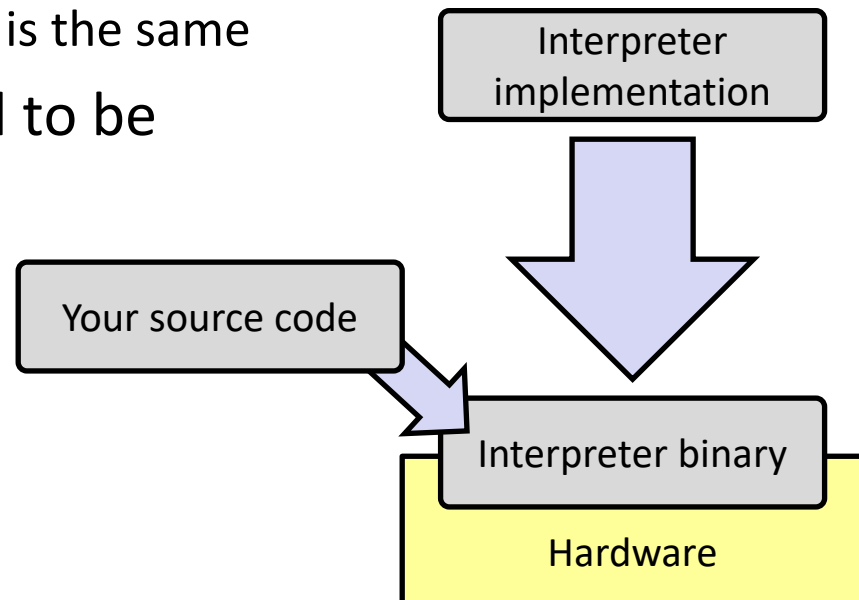 is the same
to be
Interpreter
implementation
Your source code
Interpreter binary
Hardware